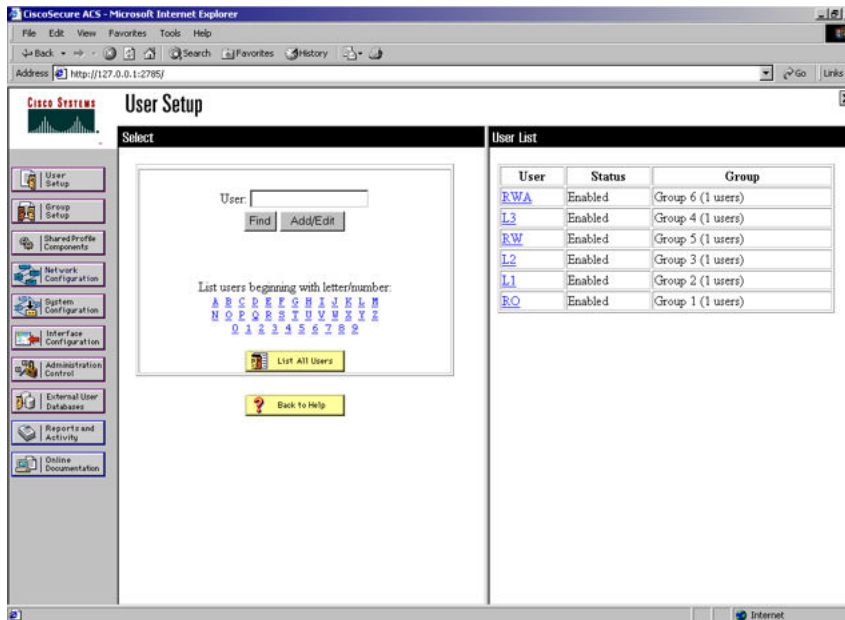 CiscoSecure ACS - Microsoft Internet Explorer
File Edit View Favorites Tools Help
Back Search Favorites History
Address http://127.0.0.1:2785/ Go Links
CISCO SYSTEMS
User Setup
Select
User List
User Setup
Group Setup
Shared Profile Components
Network Configuration
System Configuration
Interface Configuration
Administration Control
External User Databases
Reports and Activity
Online Documentation
User:
Find Add/Edit
List users beginning with letter/number:
A B C D E F G H I J K L M
N O P Q R S T U V W X Y Z
0 1 2 3 4 5 6 7 8 9
List All Users
Back to Help
User Status Group
RWA Enabled Group 6 (1 users)
L3 Enabled Group 4 (1 users)
RW Enabled Group 5 (1 users)
L2 Enabled Group 3 (1 users)
L1 Enabled Group 2 (1 users)
RO Enabled Group 1 (1 users)
Internet